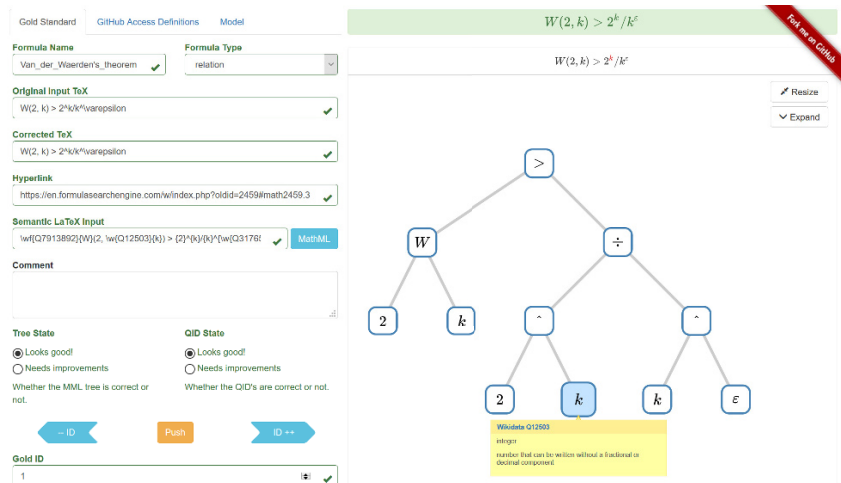 Gold Standard GitHub Access Definitions Model
Formula Name Formula Type
Van_der_Waerden's_theorem relation
Original Input TeX
W(2, k) > 2^k/k^\varepsilon
Corrected TeX
W(2, k) > 2^k/k^\varepsilon
Hyperlink
https://en.formulasearchengine.com/w/index.php?oldid=2459#math2459.3
Semantic LaTeX Input
\wf{Q7913892}{W}(2, \w{Q12503}{k}) > {2}^{k}/{k}^{\w{Q3176 MathML
Comment
Tree State QID State
Looks good! Looks good!
Needs improvements Needs improvements
Whether the MML tree is correct or Whether the QID's are correct or not.
not.
-- ID Push ID ++
Gold ID
1
W(2, k) > 2^k/k^ε
Fork me on GitHub
W(2, k) > 2^k/k^ε
Resize
Expand
>
W ÷
2 k ^ ^
2 k k ε
Wikidata Q12503
integer
number that can be written without a fractional or
decimal component